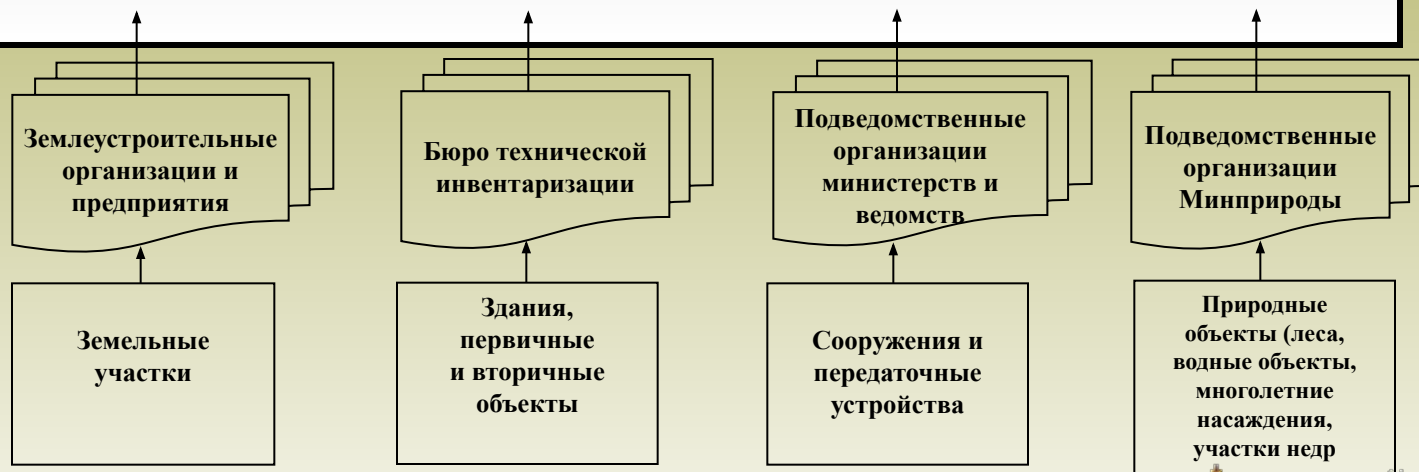 Землеустроительные
организации и
предприятия
Бюро технической
инвентаризации
Подведомственные
организации
министерств и
ведомств
Подведомственные
организации
Минприроды
Земельные
участки
Здания,
первичные
и вторичные
объекты
Сооружения и
передаточные
устройства
Природные
объекты (леса,
водные объекты,
многолетние
насаждения,
участки недр